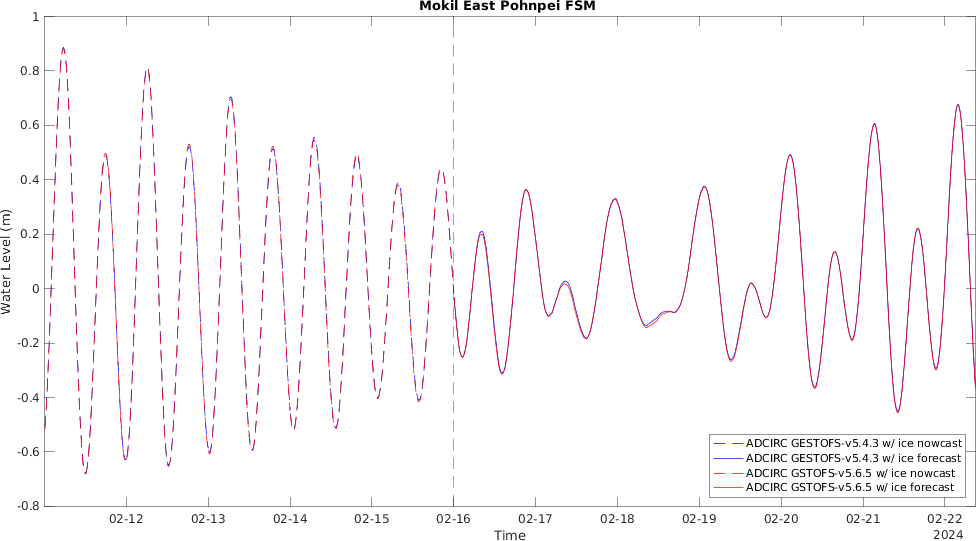 Mokil East Pohnpei FSM
1
0.8
0.6
0.4
0.2
0
-0.2
-0.4
-0.6
-0.8
Water Level (m)
ADCIRC GESTOFS-v5.4.3 w/ ice nowcast
ADCIRC GESTOFS-v5.4.3 w/ ice forecast
ADCIRC GSTOFS-v5.6.5 w/ ice nowcast
ADCIRC GSTOFS-v5.6.5 w/ ice forecast
02-12 02-13 02-14 02-15 02-16 02-17 02-18 02-19 02-20 02-21 02-22
Time
2024